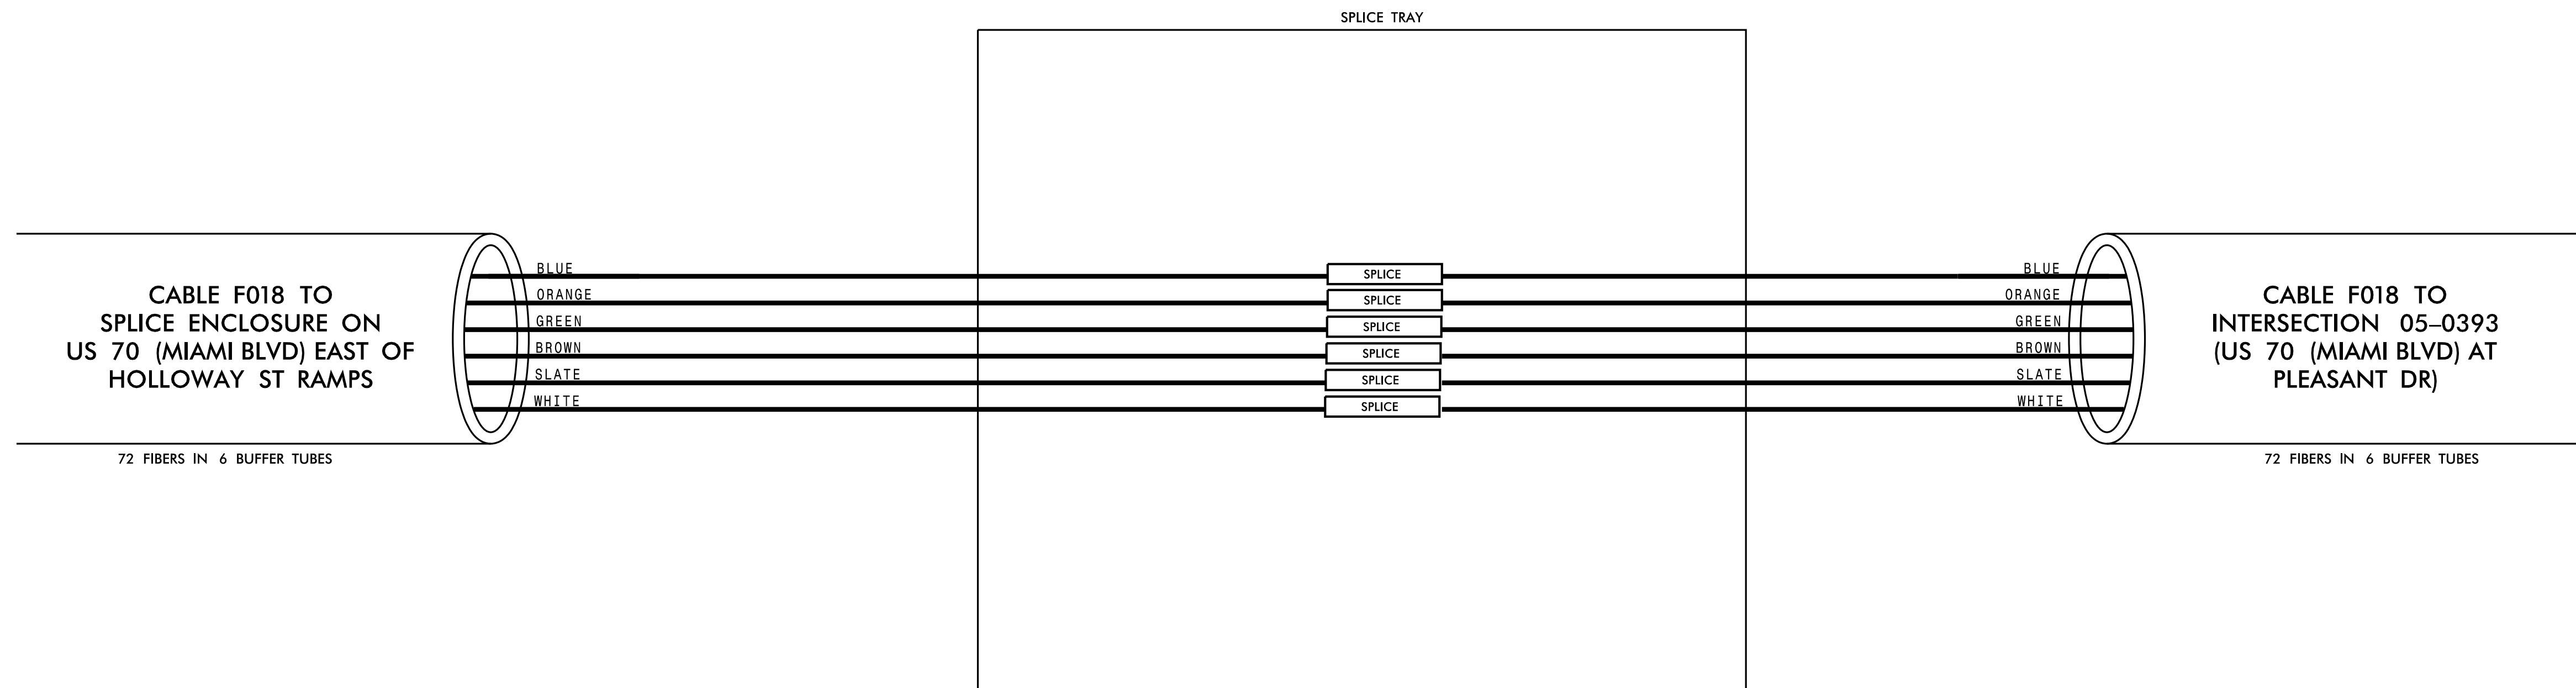 SPLICE TRAY
CABLE F018 TO
SPLICE ENCLOSURE ON
US 70 (MIAMI BLVD) EAST OF
HOLLOWAY ST RAMPS
72 FIBERS IN 6 BUFFER TUBES
BLUE SPLICE BLUE
ORANGE SPLICE ORANGE
GREEN SPLICE GREEN
BROWN SPLICE BROWN
SLATE SPLICE SLATE
WHITE SPLICE WHITE
CABLE F018 TO
INTERSECTION 05–0393
(US 70 (MIAMI BLVD) AT
PLEASANT DR)
72 FIBERS IN 6 BUFFER TUBES